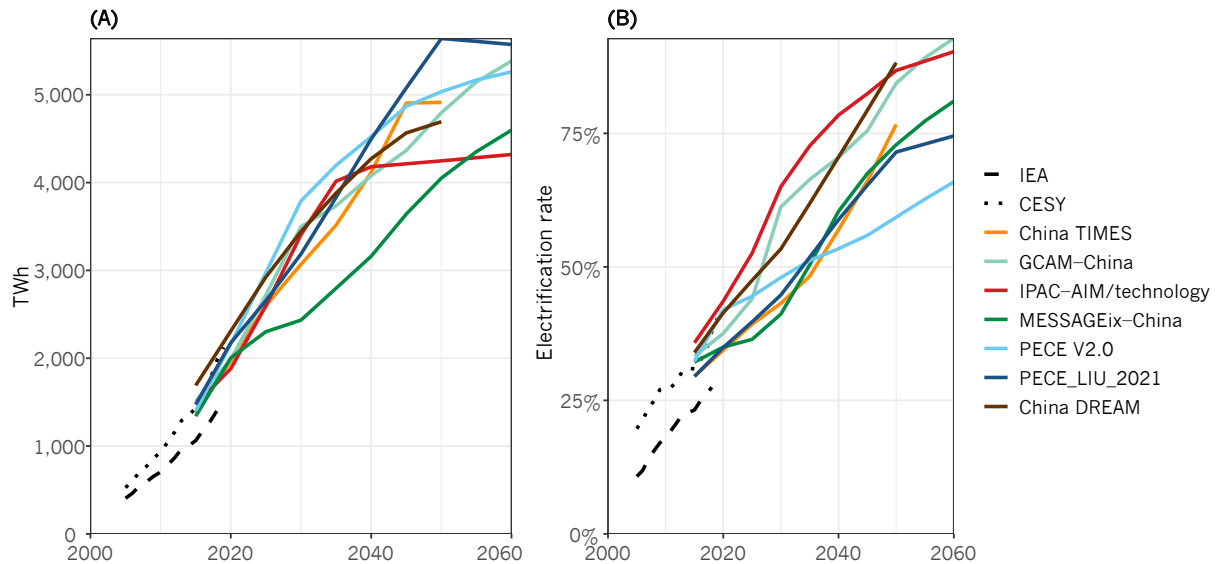 (A)
(B)
TWh
5,000
4,000
3,000
2,000
1,000
0
2000
2020
2040
2060
Electrification rate
75%
50%
25%
0%
2000
2020
2040
2060
IEA
CESY
China TIMES
GCAM–China
IPAC–AIM/technology
MESSAGEix–China
PECE V2.0
PECE_LIU_2021
China DREAM